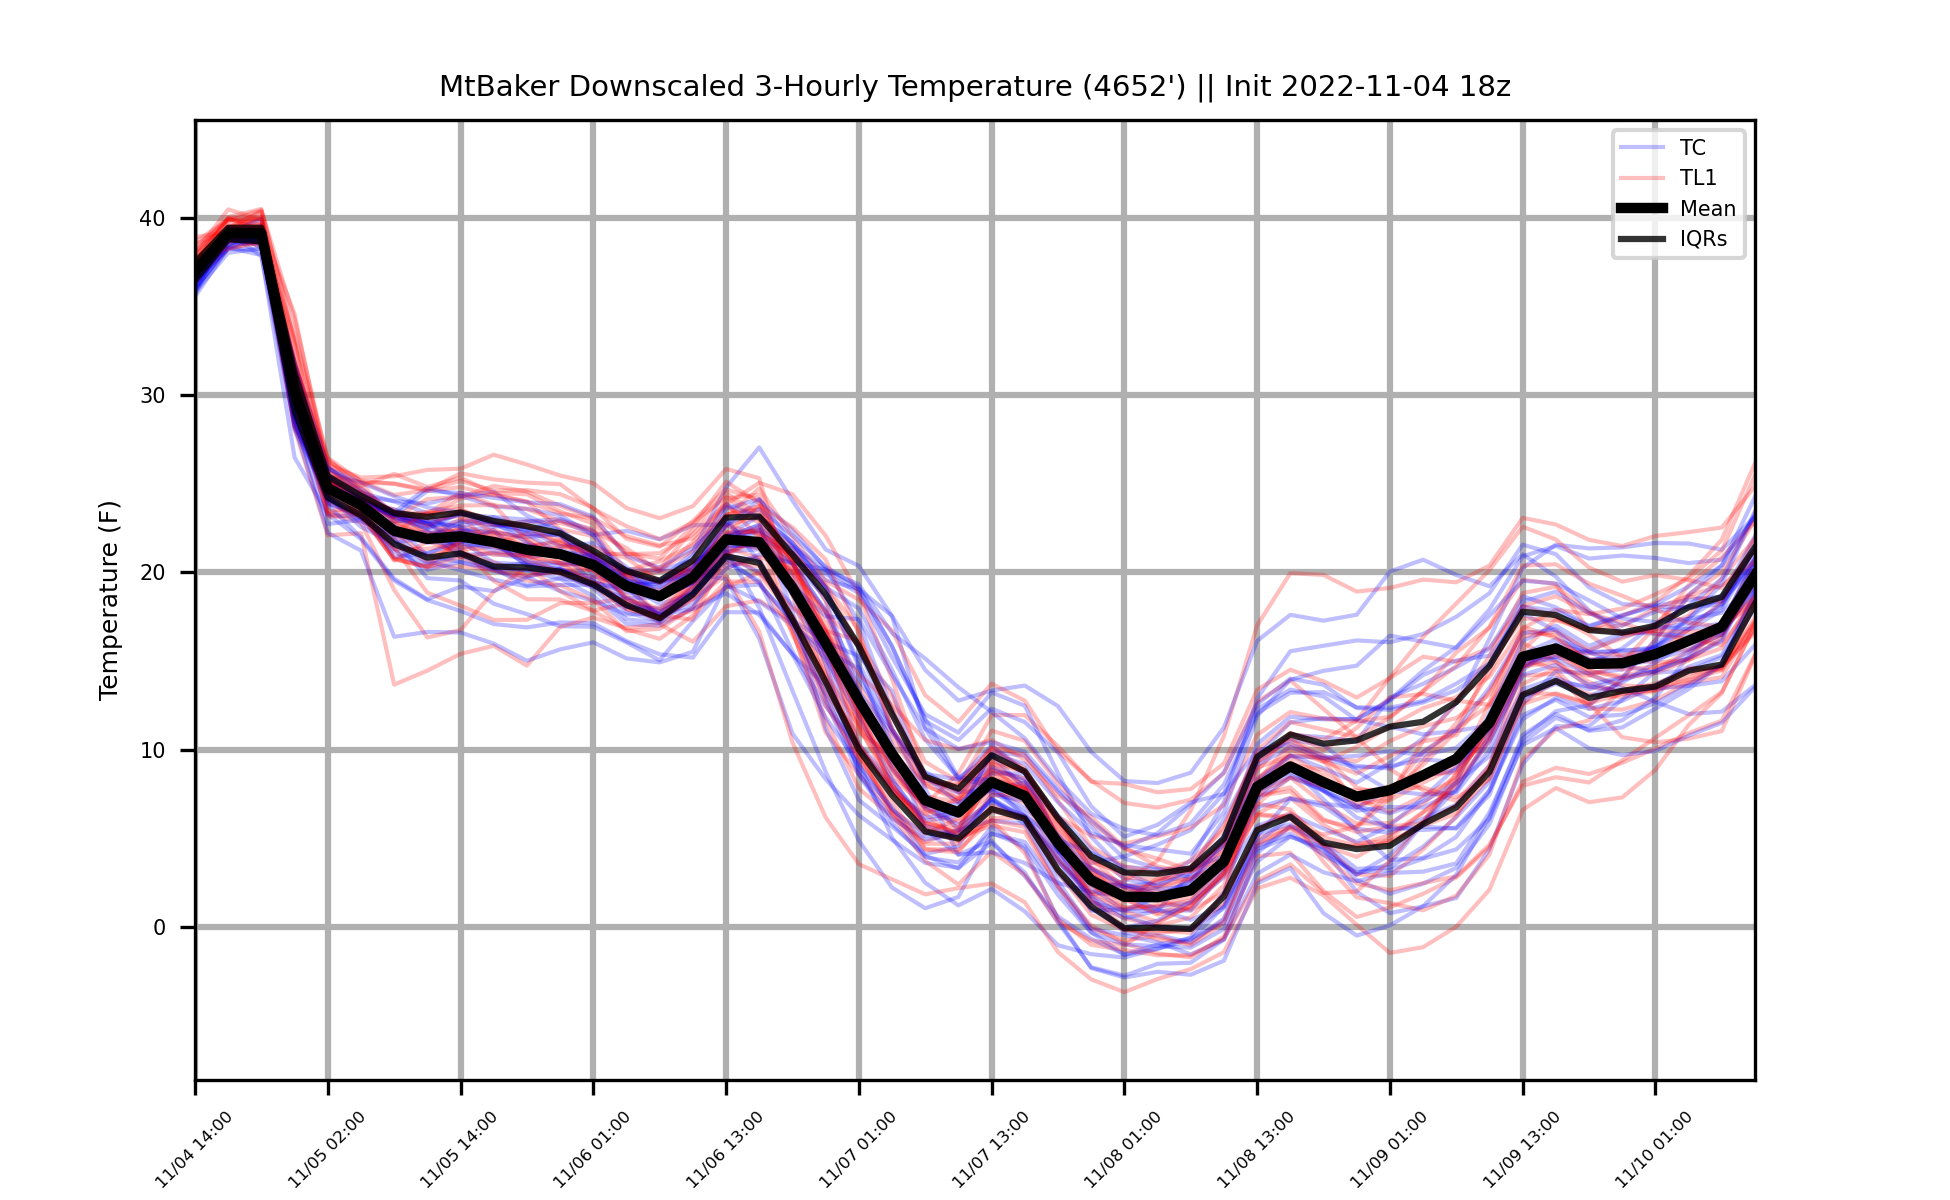 MtBaker Downscaled 3-Hourly Temperature (4652') || Init 2022-11-04 18z
TC
TL1
Mean
IQRs
Temperature (F)
40
30
20
10
0
11/04 14:00
11/05 02:00
11/05 14:00
11/06 01:00
11/06 13:00
11/07 01:00
11/07 13:00
11/08 01:00
11/08 13:00
11/09 01:00
11/09 13:00
11/10 01:00